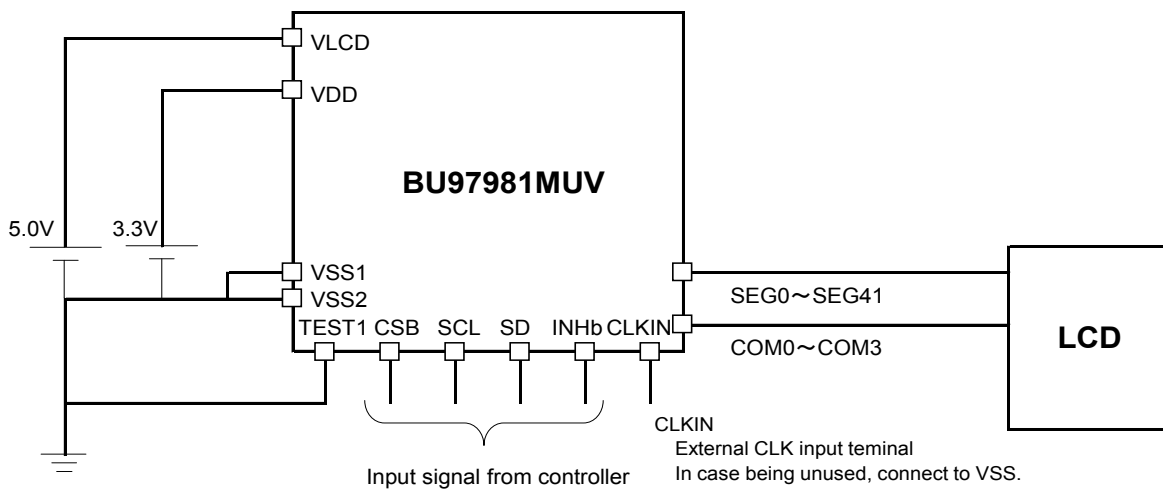 VLCD
VDD
BU97981MUV
5.0V
3.3V
VSS1
VSS2
TEST1 CSB SCL SD INHb CLKIN
SEG0～SEG41
COM0～COM3
LCD
CLKIN
External CLK input teminal
In case being unused, connect to VSS.
Input signal from controller